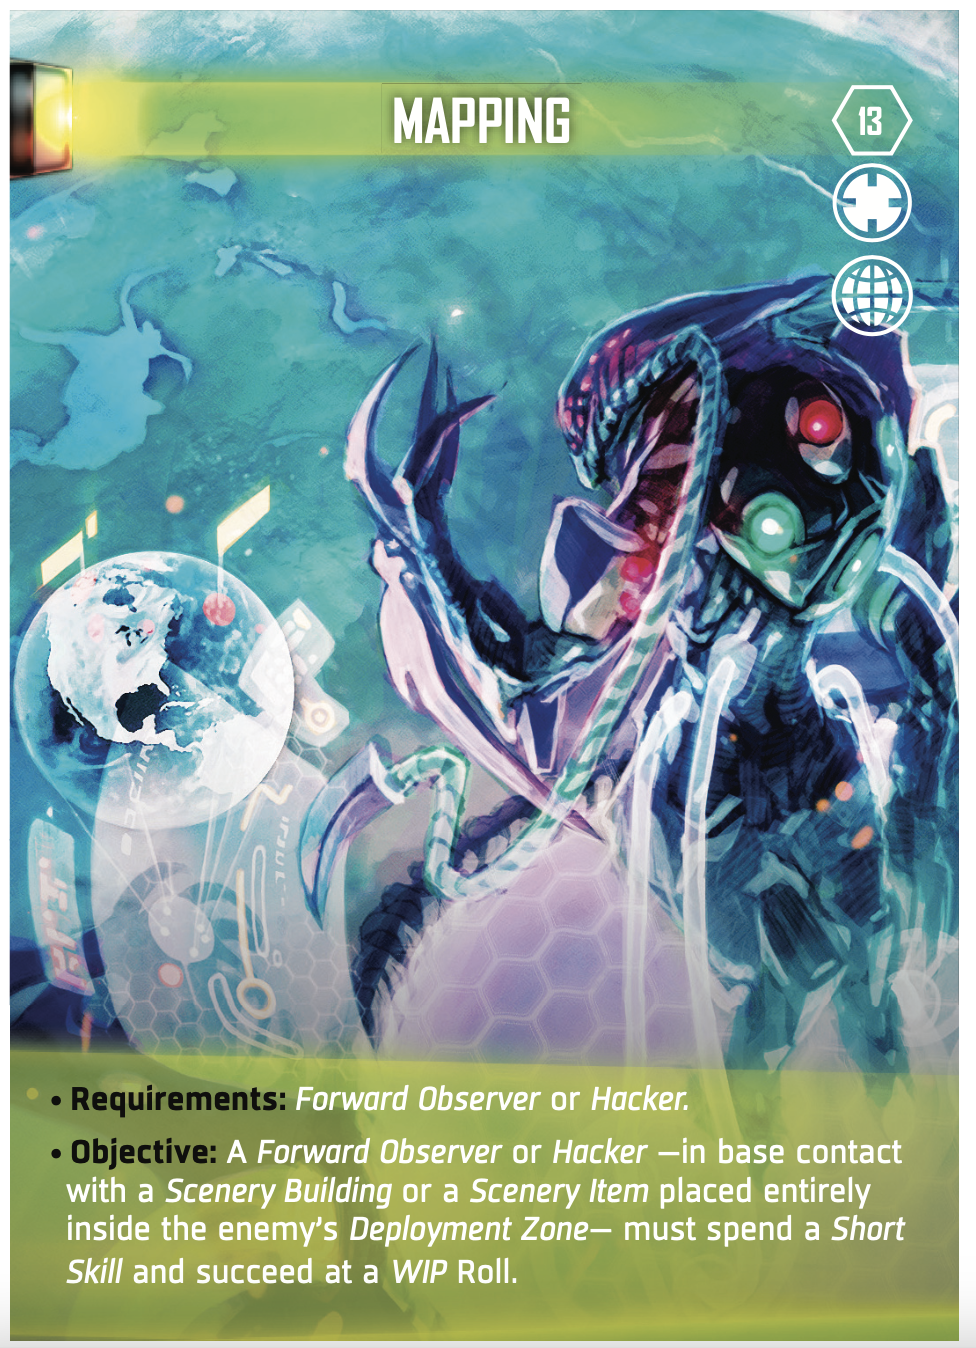 MAPPING
13
• Requirements: Forward Observer or Hacker.
• Objective: A Forward Observer or Hacker —in base contact
with a Scenery Building or a Scenery Item placed entirely
inside the enemy’s Deployment Zone— must spend a Short
Skill and succeed at a WIP Roll.